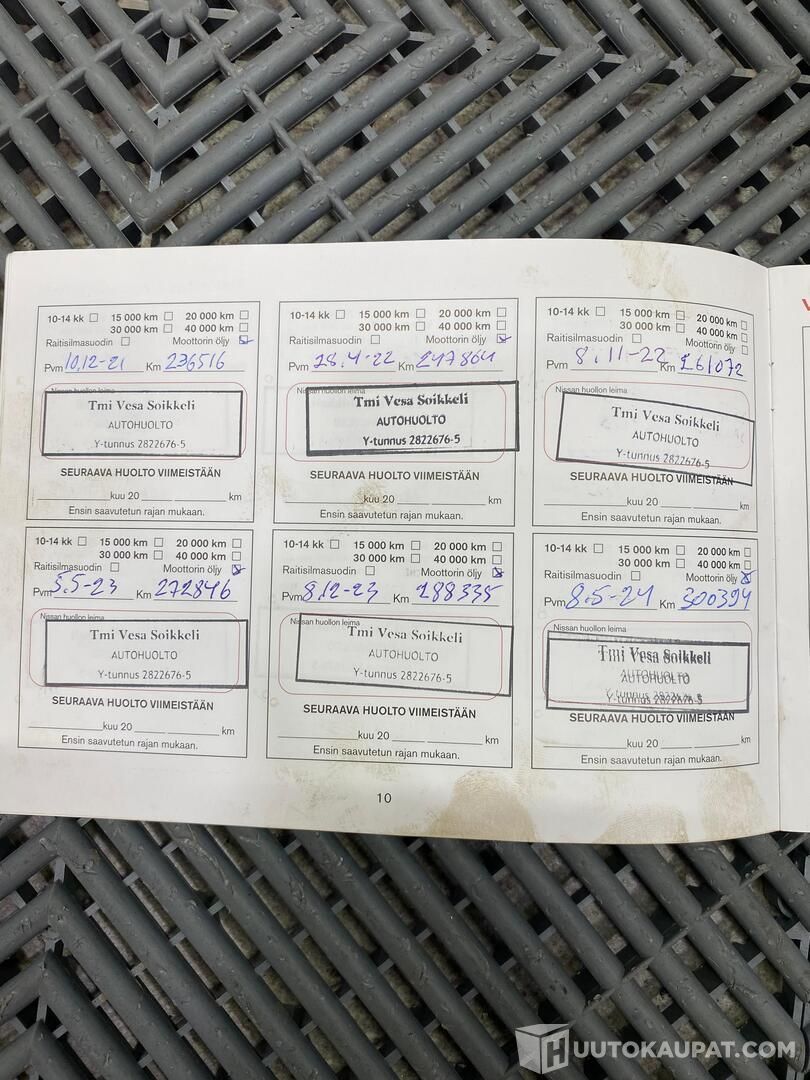 10-14 kk ☐ 15 000 km ☐ 20 000 km ☐
30 000 km ☐ 40 000 km ☐
Raitisilmasuodin ☐ Moottorin öljy ☑
Pvm 10.12-21 Km 236516
Nissan huollon leima
Tmi Vesa Soikkeli
AUTOHUOLTO
Y-tunnus 2822676-5
SEURAAVA HUOLTO VIIMEISTÄÄN
kuu 20 km
Ensin saavutetun rajan mukaan.
10-14 kk ☐ 15 000 km ☐ 20 000 km ☐
30 000 km ☐ 40 000 km ☐
Raitisilmasuodin ☐ Moottorin öljy ☑
Pvm 28.4-22 Km 247864
Nissan huollon leima
Tmi Vesa Soikkeli
AUTOHUOLTO
Y-tunnus 2822676-5
SEURAAVA HUOLTO VIIMEISTÄÄN
kuu 20 km
Ensin saavutetun rajan mukaan.
10-14 kk ☐ 15 000 km ☐ 20 000 km ☐
30 000 km ☐ 40 000 km ☐
Raitisilmasuodin ☐ Moottorin öljy ☐
Pvm 8.11-22 Km 261072
Nissan huollon leima
Tmi Vesa Soikkeli
AUTOHUOLTO
Y-tunnus 2822676-5
SEURAAVA HUOLTO VIIMEISTÄÄN
kuu 20 km
Ensin saavutetun rajan mukaan.
10-14 kk ☐ 15 000 km ☐ 20 000 km ☐
30 000 km ☐ 40 000 km ☐
Raitisilmasuodin ☐ Moottorin öljy ☑
Pvm 5-23 Km 272846
Nissan huollon leima
Tmi Vesa Soikkeli
AUTOHUOLTO
Y-tunnus 2822676-5
SEURAAVA HUOLTO VIIMEISTÄÄN
kuu 20 km
Ensin saavutetun rajan mukaan.
10-14 kk ☐ 15 000 km ☐ 20 000 km ☐
30 000 km ☐ 40 000 km ☐
Raitisilmasuodin ☐ Moottorin öljy ☑
Pvm 8.12-23 Km 288335
Nissan huollon leima
Tmi Vesa Soikkeli
AUTOHUOLTO
Y-tunnus 2822676-5
SEURAAVA HUOLTO VIIMEISTÄÄN
kuu 20 km
Ensin saavutetun rajan mukaan.
10-14 kk ☐ 15 000 km ☐ 20 000 km ☐
30 000 km ☐ 40 000 km ☐
Raitisilmasuodin ☐ Moottorin öljy ☑
Pvm 8.5-24 Km 300394
Nissan huollon leima
Tmi Vesa Soikkeli
AUTOHUOLTO
Y-tunnus 2822676-5
SEURAAVA HUOLTO VIIMEISTÄÄN
kuu 20 km
Ensin saavutetun rajan mukaan.
10
HUUTOKAUPAT.COM